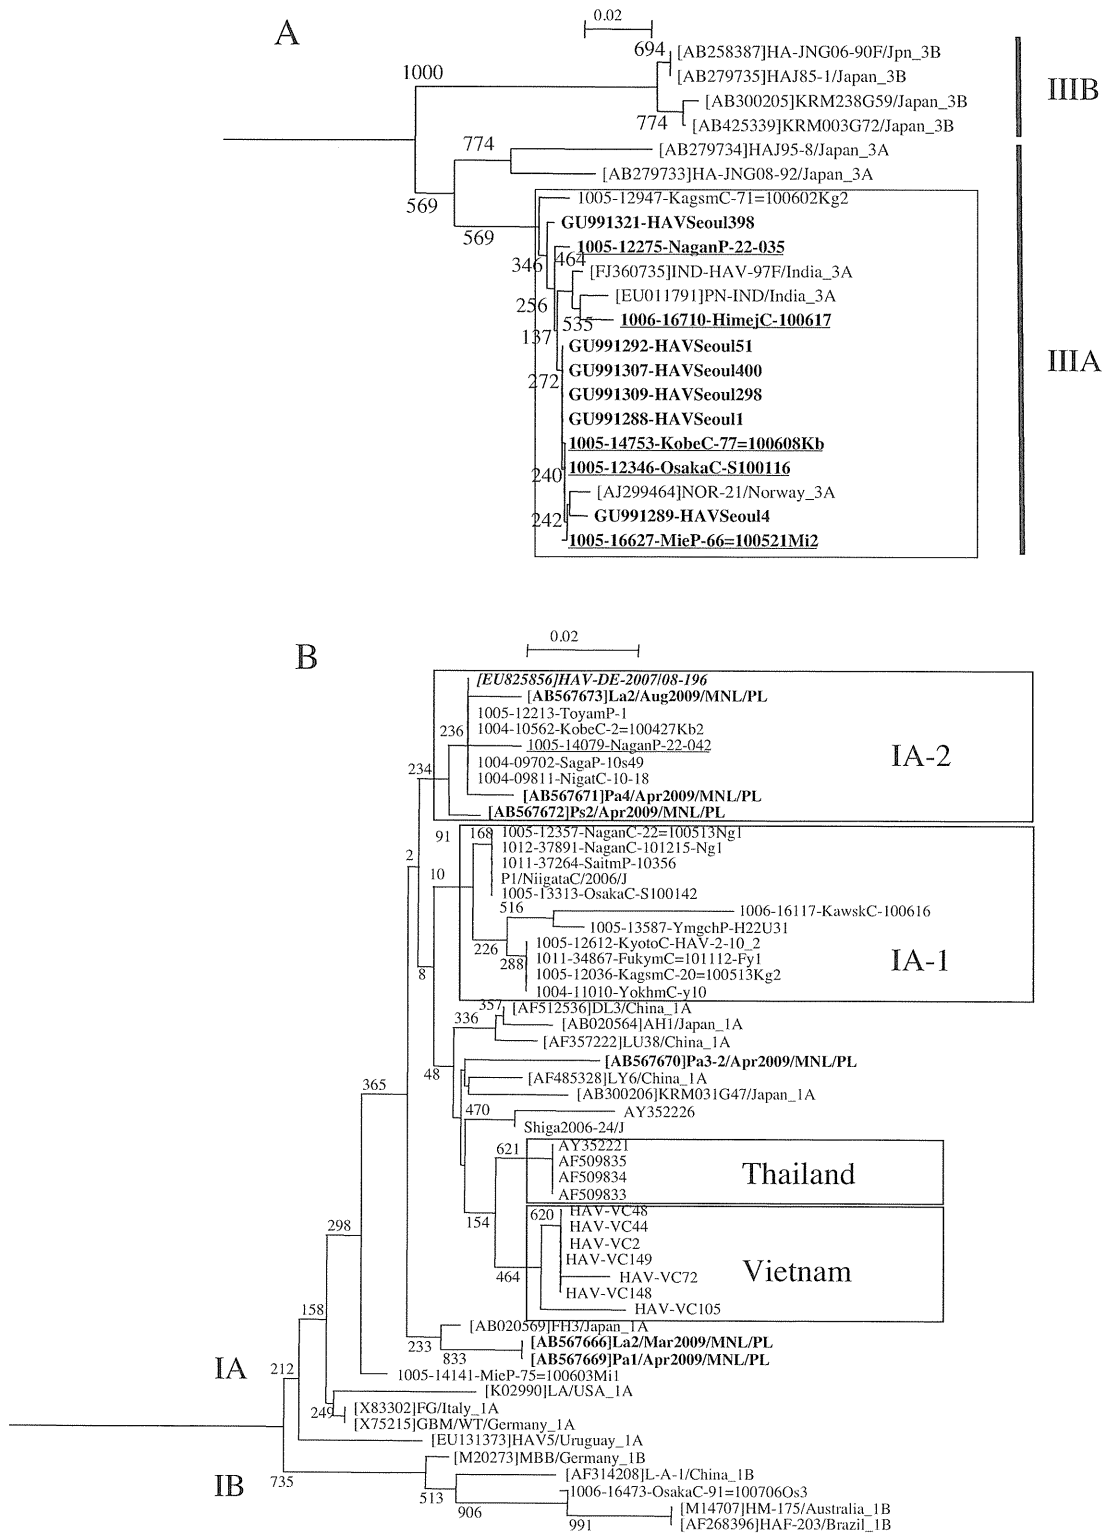 A
0.02
694
[AB258387]HA-JNG06-90F/Jpn_3B
[AB279735]HAJ85-1/Japan_3B
1000
[AB300205]KRM238G59/Japan_3B
774
[AB425339]KRM003G72/Japan_3B
IIIB
774
[AB279734]HAJ95-8/Japan_3A
[AB279733]HA-JNG08-92/Japan_3A
569
1005-12947-KagsmC-71=100602Kg2
GU991321-HAVSeoul398
569
1005-12275-NaganP-22-035
346
464
[FJ360735]IND-HAV-97F/India_3A
[EU011791]PN-IND/India_3A
256
535
1006-16710-HimejC-100617
137
GU991292-HAVSeoul51
IIIA
GU991307-HAVSeoul400
272
GU991309-HAVSeoul298
GU991288-HAVSeoul1
1005-14753-KobeC-77=100608Kb
1005-12346-OsakaC-S100116
240
[AJ299464]NOR-21/Norway_3A
GU991289-HAVSeoul4
242
1005-16627-MieP-66=100521Mi2
B
0.02
[EU825856]HAV-DE-2007/08-196
[AB567673]La2/Aug2009/MNL/PL
1005-12213-ToyamP-1
236
1004-10562-KobeC-2=100427Kb2
1005-14079-NaganP-22-042
IA-2
1004-09702-SagaP-10s49
234
1004-09811-NigatC-10-18
[AB567671]Pa4/Apr2009/MNL/PL
[AB567672]Ps2/Apr2009/MNL/PL
91
168
1005-12357-NaganC-22=100513Ng1
1012-37891-NaganC-101215-Ng1
2
1011-37264-SaitmP-10356
10
P1/NiigataC/2006/J
1005-13313-OsakaC-S100142
516
1006-16117-KawskC-100616
1005-13587-YmgchP-H22U31
226
1005-12612-KyotoC-HAV-2-10_2
288
1011-34867-FukymC=101112-Fy1
IA-1
8
1005-12036-KagsmC-20=100513Kg2
1004-11010-YokhmC-y10
357
[AF512536]DL3/China_1A
336
[AB020564]AH1/Japan_1A
[AF357222]LU38/China_1A
[AB567670]Pa3-2/Apr2009/MNL/PL
48
[AF485328]LY6/China_1A
365
[AB300206]KRM031G47/Japan_1A
470
AY352226
Shiga2006-24/J
621
AY352221
AF509835
AF509834
Thailand
AF509833
154
620
HAV-VC48
HAV-VC44
298
HAV-VC2
HAV-VC149
464
HAV-VC72
Vietnam
HAV-VC148
HAV-VC105
158
[AB020569]FH3/Japan_1A
233
[AB567666]La2/Mar2009/MNL/PL
833
[AB567669]Pa1/Apr2009/MNL/PL
IA
212
1005-14141-MieP-75=100603Mi1
[K02990]LA/USA_1A
249
[X83302]FG/Italy_1A
[X75215]GBM/WT/Germany_1A
[EU131373]HAV5/Uruguay_1A
[M20273]MBB/Germany_1B
IB
735
[AF314208]L-A-1/China_1B
513
1006-16473-OsakaC-91=100706Os3
906
[M14707]HM-175/Australia_1B
991
[AF268396]HAF-203/Brazil_1B